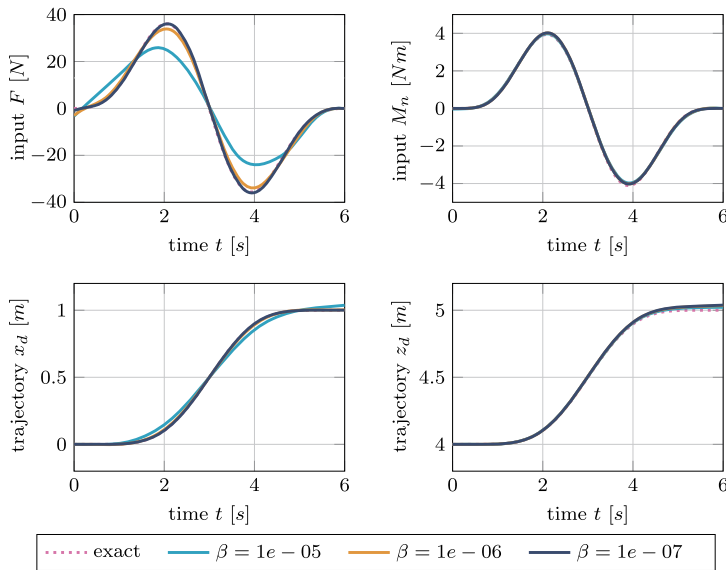 input F [N]
40
20
0
−20
−40
0 2 4 6
time t [s]
input M_n [Nm]
4
2
0
−2
−4
0 2 4 6
time t [s]
trajectory x_d [m]
1
0.5
0
0 2 4 6
time t [s]
trajectory z_d [m]
5
4.5
4
0 2 4 6
time t [s]
exact β = 1e − 05 β = 1e − 06 β = 1e − 07